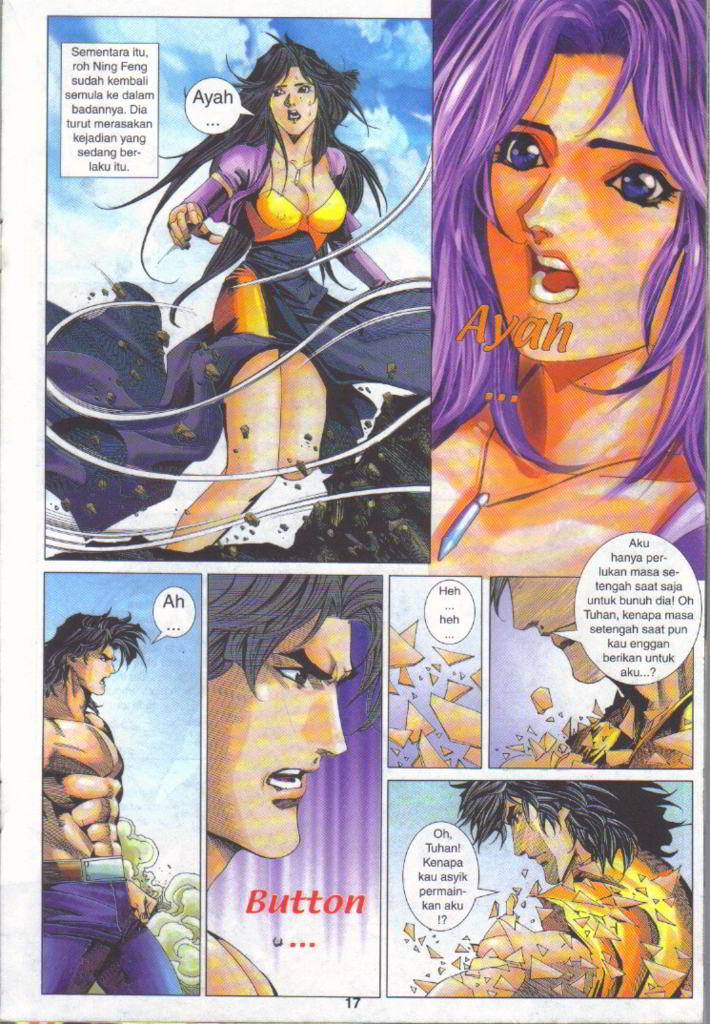 Sementara itu,
roh Ning Feng
sudah kembali
semula ke dalam
badannya. Dia
turut merasakan
kejadian yang
sedang ber-
laku itu.
Ayah
...
Ayah
...
Ah
...
Button
...
Heh
...
heh
...
Aku
hanya per-
lukan masa se-
tengah saat saja
untuk bunuh dia! Oh
Tuhan, kenapa masa
setengah saat pun
kau enggan
berikan untuk
aku...?
Oh,
Tuhan!
Kenapa
kau asyik
permain-
kan aku
!?
17